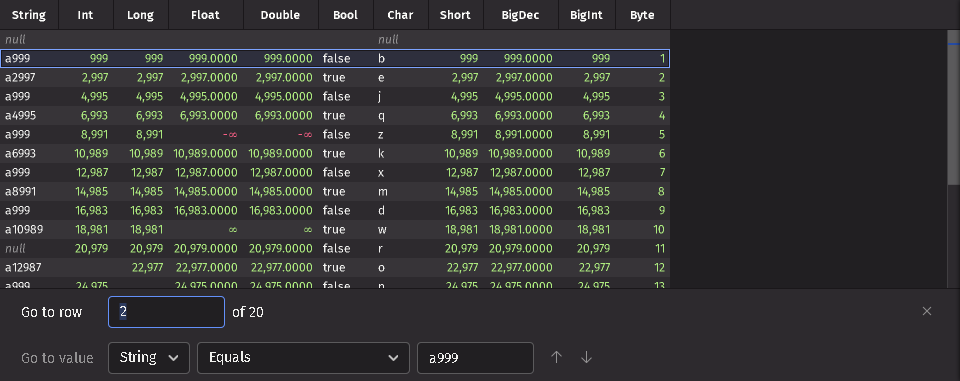 String Int Long Float Double Bool Char Short BigDec BigInt Byte
null null
a999 999 999 999.0000 999.0000 false b 999 999.0000 999 1
a2997 2,997 2,997 2,997.0000 2,997.0000 true e 2,997 2,997.0000 2,997 2
a999 4,995 4,995 4,995.0000 4,995.0000 false j 4,995 4,995.0000 4,995 3
a4995 6,993 6,993 6,993.0000 6,993.0000 true q 6,993 6,993.0000 6,993 4
a999 8,991 8,991 -∞ -∞ false z 8,991 8,991.0000 8,991 5
a6993 10,989 10,989 10,989.0000 10,989.0000 true k 10,989 10,989.0000 10,989 6
a999 12,987 12,987 12,987.0000 12,987.0000 false x 12,987 12,987.0000 12,987 7
a8991 14,985 14,985 14,985.0000 14,985.0000 true m 14,985 14,985.0000 14,985 8
a999 16,983 16,983 16,983.0000 16,983.0000 false d 16,983 16,983.0000 16,983 9
a10989 18,981 18,981 ∞ ∞ true w 18,981 18,981.0000 18,981 10
null 20,979 20,979 20,979.0000 20,979.0000 false r 20,979 20,979.0000 20,979 11
a12987 22,977 22,977.0000 22,977.0000 true o 22,977 22,977.0000 22,977 12
a999 24,975 24,975 24,975.0000 24,975.0000 false 24,975 24,975.0000 24,975 13
Go to row 2 of 20
Go to value String Equals a999